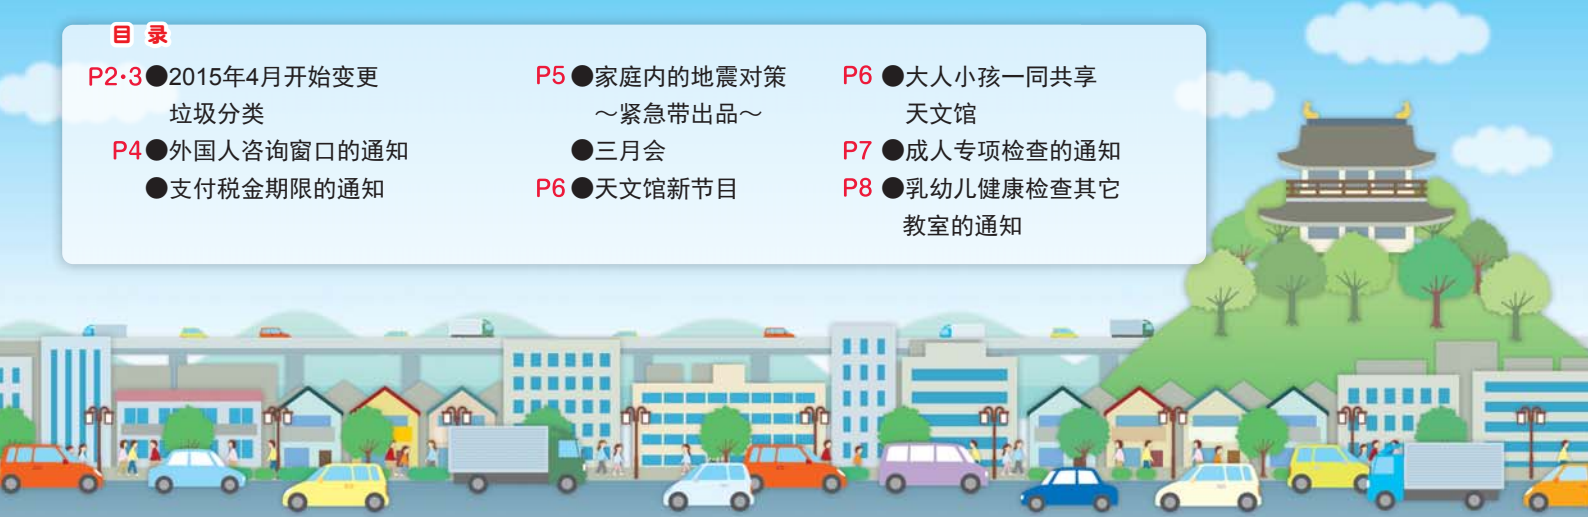 目 录
P2･3●2015年4月开始变更
垃圾分类
P4●外国人咨询窗口的通知
●支付税金期限的通知
P5●家庭内的地震对策
～紧急带出品～
●三月会
P6●天文馆新节目
P6●大人小孩一同共享
天文馆
P7●成人专项检查的通知
P8●乳幼儿健康检查其它
教室的通知